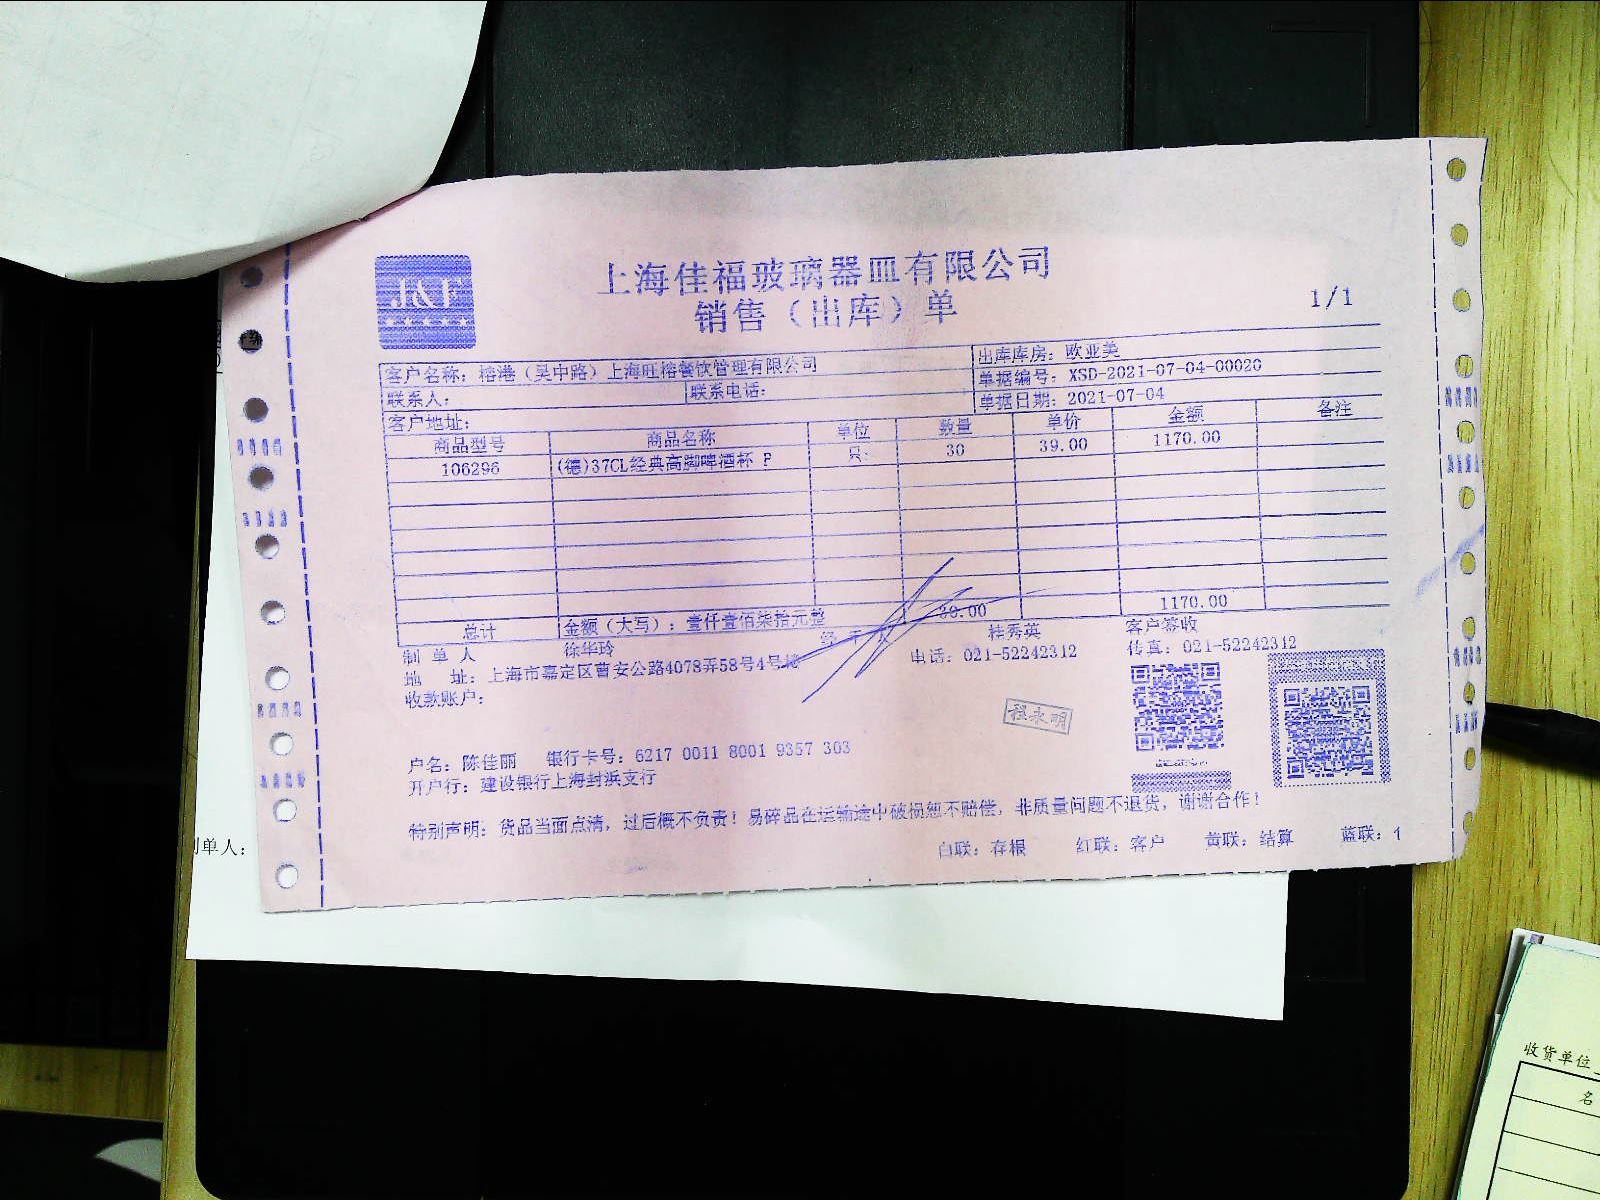 上海佳福玻璃器皿有限公司
销售（出库）单
1/1
客户名称：榕港（吴中路）上海旺榕餐饮管理有限公司
出库库房：欧亚美
联系人：
联系电话：
单据编号：XSD-2021-07-04-00020
客户地址：
单据日期：2021-07-04
商品型号 商品名称 单位 数量 单价 金额 备注
106296 (德)37CL经典高脚啤酒杯 P 只 30 39.00 1170.00
总计 金额（大写）：壹仟壹佰柒拾元整 30.00 1170.00
制 单 人 徐华玲 经 手 人 桂秀英 客户签收
地 址：上海市嘉定区曹安公路4078弄58号4号楼 电话：021-52242312 传真：021-52242312
收款账户：
程永明
户名：陈佳丽 银行卡号：6217 0011 8001 9357 303
开户行：建设银行上海封浜支行
特别声明：货品当面点清，过后概不负责！易碎品在运输途中破损恕不赔偿，非质量问题不退货，谢谢合作！
白联：存根 红联：客户 黄联：结算 蓝联：
制单人：
收货单位
名